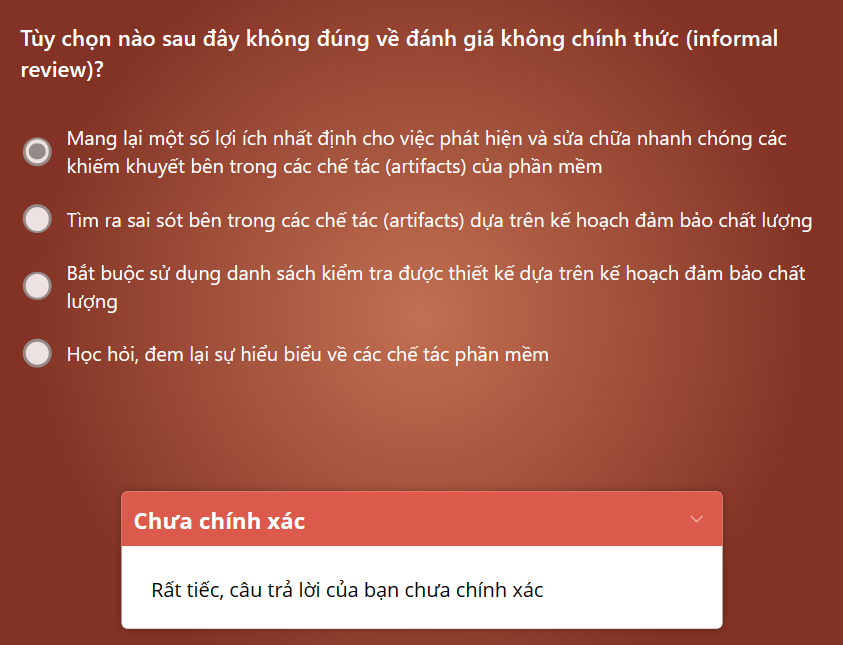 Tùy chọn nào sau đây không đúng về đánh giá không chính thức (informal
review)?
Mang lại một số lợi ích nhất định cho việc phát hiện và sửa chữa nhanh chóng các
khiếm khuyết bên trong các chế tác (artifacts) của phần mềm
Tìm ra sai sót bên trong các chế tác (artifacts) dựa trên kế hoạch đảm bảo chất lượng
Bắt buộc sử dụng danh sách kiểm tra được thiết kế dựa trên kế hoạch đảm bảo chất
lượng
Học hỏi, đem lại sự hiểu biểu về các chế tác phần mềm
Chưa chính xác
Rất tiếc, câu trả lời của bạn chưa chính xác